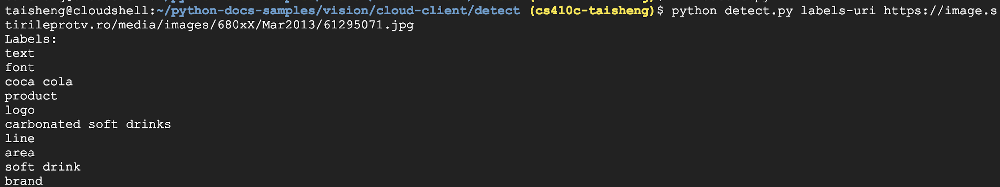 taisheng@cloudshell:~/python-docs-samples/vision/cloud-client/detect (cs410c-taisheng)$ python detect.py labels-uri https://image.s
tirileprotv.ro/media/images/680xX/Mar2013/61295071.jpg
Labels:
text
font
coca cola
product
logo
carbonated soft drinks
line
area
soft drink
brand